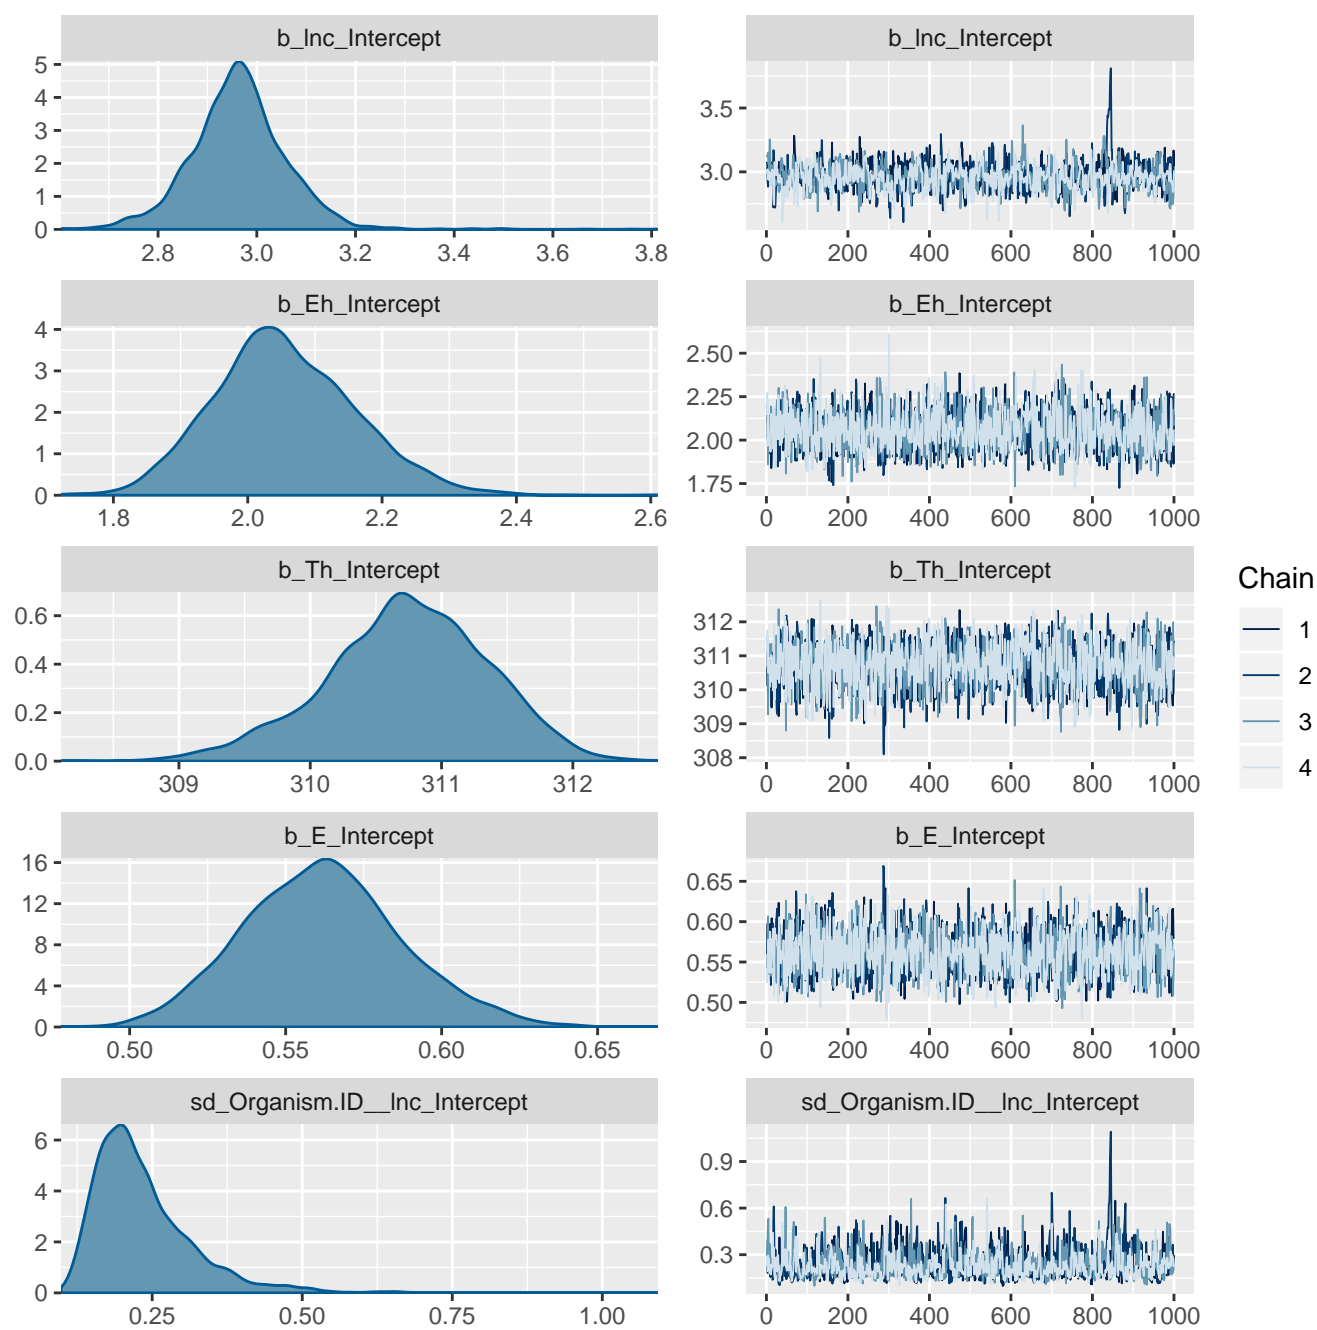 b_lnc_Intercept
b_lnc_Intercept
5
4
3
2
1
0
2.8 3.0 3.2 3.4 3.6 3.8
3.5
3.0
0 200 400 600 800 1000
b_Eh_Intercept
b_Eh_Intercept
4
3
2
1
0
1.8 2.0 2.2 2.4 2.6
2.50
2.25
2.00
1.75
0 200 400 600 800 1000
b_Th_Intercept
b_Th_Intercept
0.6
0.4
0.2
0.0
309 310 311 312
312
311
310
309
308
0 200 400 600 800 1000
b_E_Intercept
b_E_Intercept
16
12
8
4
0
0.50 0.55 0.60 0.65
0.65
0.60
0.55
0.50
0 200 400 600 800 1000
sd_Organism.ID__lnc_Intercept
sd_Organism.ID__lnc_Intercept
6
4
2
0
0.25 0.50 0.75 1.00
0.9
0.6
0.3
0 200 400 600 800 1000
Chain
1
2
3
4